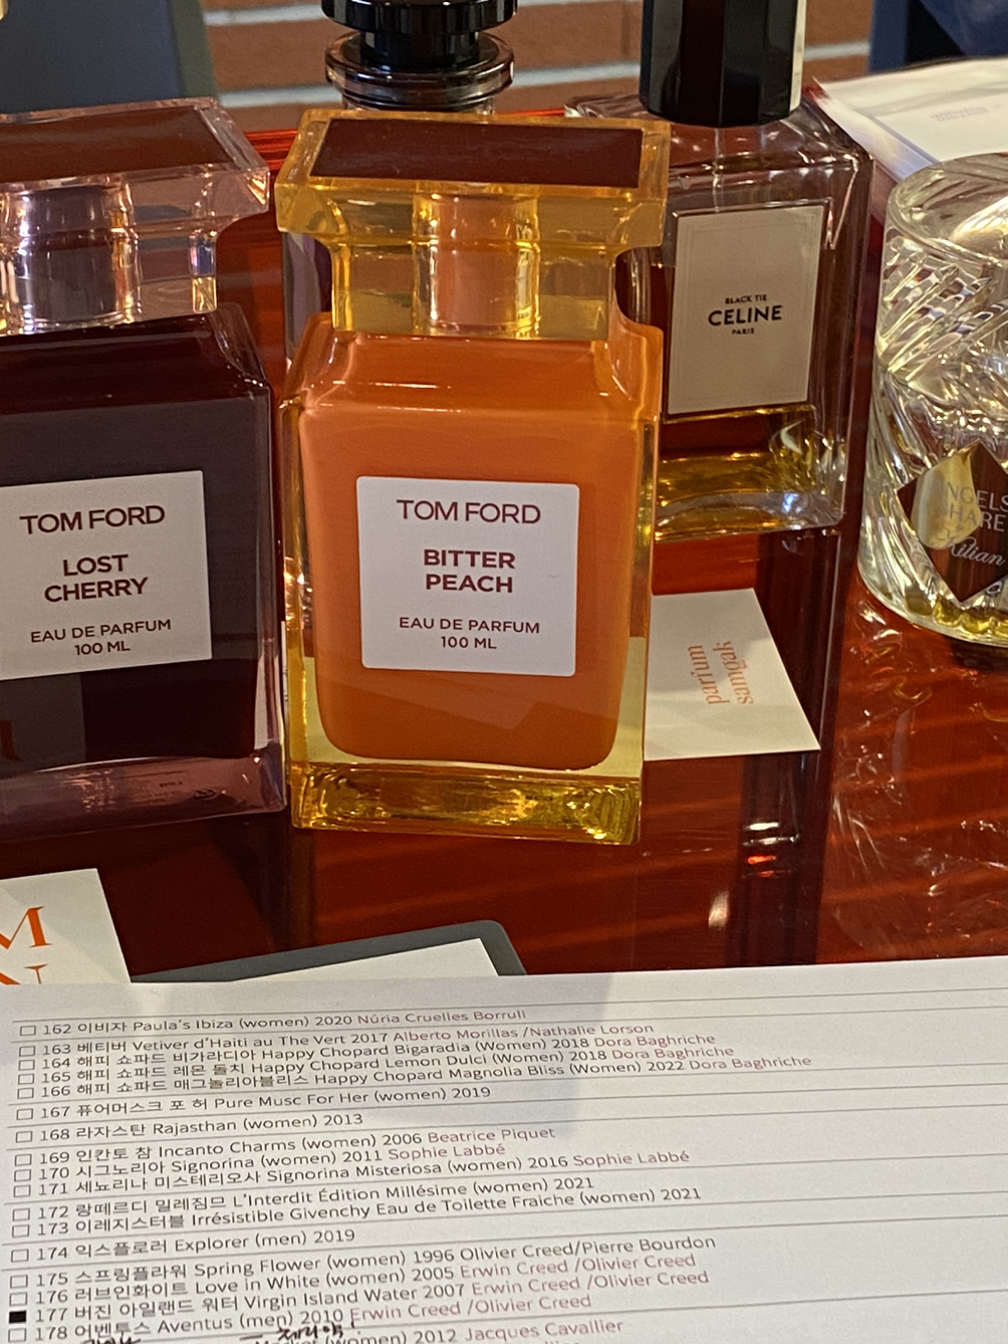 BLACK TIE
CELINE
PARIS
TOM FORD
LOST
CHERRY
EAU DE PARFUM
100 ML
TOM FORD
BITTER
PEACH
EAU DE PARFUM
100 ML
SHARE
Kilian
parfum
samgak
M
162 이비자 Paula's Ibiza (women) 2020 Núria Cruelles Borrull
163 베티버 Vetiver d'Haiti au The Vert 2017 Alberto Morillas /Nathalie Lorson
164 해피 쇼파드 비가라디아 Happy Chopard Bigaradia (Women) 2018 Dora Baghriche
165 해피 쇼파드 레몬 돌치 Happy Chopard Lemon Dulci (Women) 2018 Dora Baghriche
166 해피 쇼파드 매그놀리아블리스 Happy Chopard Magnolia Bliss (Women) 2022 Dora Baghriche
167 퓨어머스크 포 허 Pure Musc For Her (women) 2019
168 라자스탄 Rajasthan (women) 2013
169 인칸토 참 Incanto Charms (women) 2006 Beatrice Piquet
170 시그노리아 Signorina (women) 2011 Sophie Labbé
171 세뇨리나 미스테리오사 Signorina Misteriosa (women) 2016 Sophie Labbé
172 랑떼르디 밀레짐므 L'Interdit Édition Millésime (women) 2021
173 이레지스터블 Irrésistible Givenchy Eau de Toilette Fraiche (women) 2021
174 익스플로러 Explorer (men) 2019
175 스프링플라워 Spring Flower (women) 1996 Olivier Creed/Pierre Bourdon
176 러브인화이트 Love in White (women) 2005 Erwin Creed /Olivier Creed
177 버진 아일랜드 워터 Virgin Island Water 2007 Erwin Creed /Olivier Creed
178 어벤투스 Aventus (men) 2010 Erwin Creed /Olivier Creed
(women) 2012 Jacques Cavallier